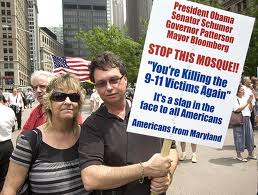 President Obama
Senator Schumer
Governor Patterson
Mayor Bloomberg
STOP THIS MOSQUE!!
"You're Killing the
9-11 Victims Again"
It's a slap in the
face to all Americans
Americans from Maryland